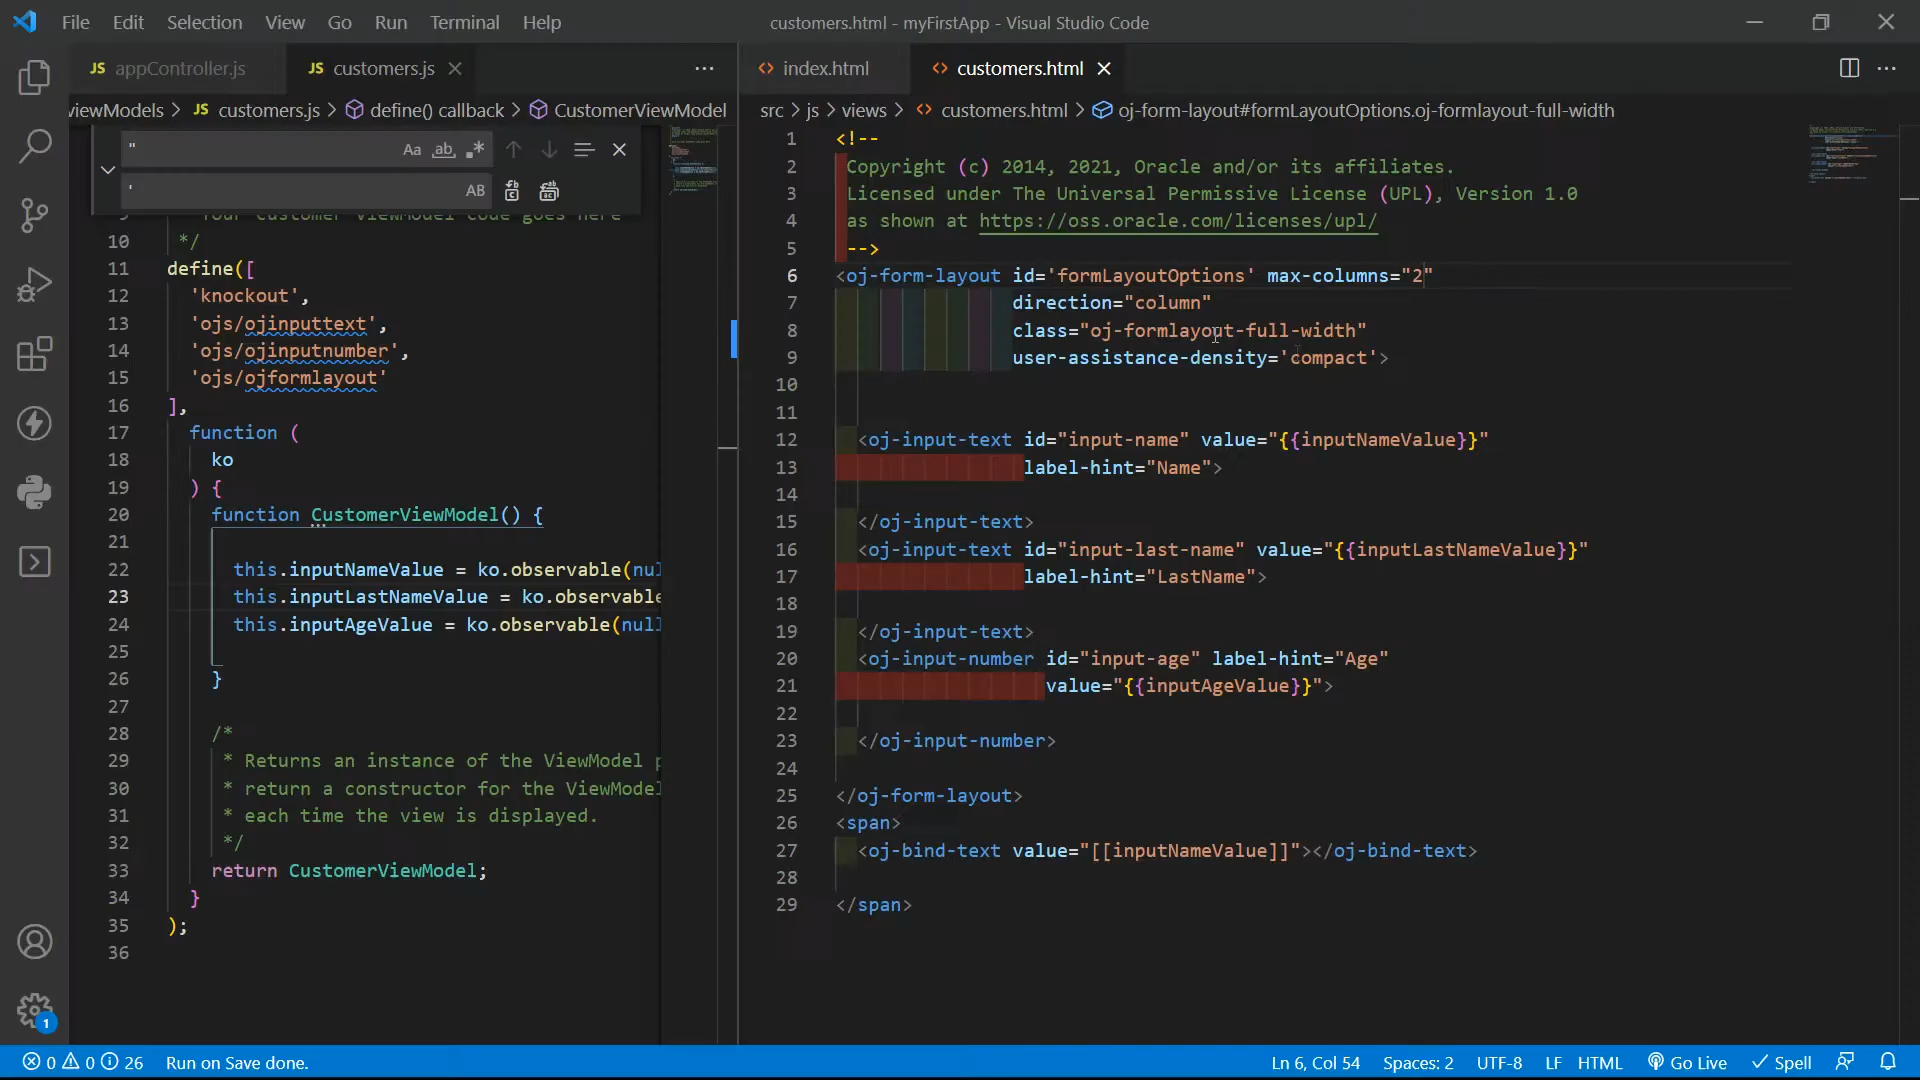 File Edit Selection View Go Run Terminal Help
customers.html - myFirstApp - Visual Studio Code
JS appController.js
JS customers.js
index.html
customers.html
viewModels > JS customers.js > define() callback > CustomerViewModel
src > js > views > customers.html > oj-form-layout#formLayoutOptions.oj-formlayout-full-width
"
Aa ab
'
AB
Your customer ViewModel code goes here
10 */
11 define([
12 'knockout',
13 'ojs/ojinputtext',
14 'ojs/ojinputnumber',
15 'ojs/ojformlayout'
16 ],
17 function (
18 ko
19 ) {
20 function CustomerViewModel() {
21
22 this.inputNameValue = ko.observable(nul
23 this.inputLastNameValue = ko.observable
24 this.inputAgeValue = ko.observable(null
25
26 }
27
28 /*
29 * Returns an instance of the ViewModel p
30 * return a constructor for the ViewModel
31 * each time the view is displayed.
32 */
33 return CustomerViewModel;
34 }
35 );
36
1 <!--
2 Copyright (c) 2014, 2021, Oracle and/or its affiliates.
3 Licensed under The Universal Permissive License (UPL), Version 1.0
4 as shown at https://oss.oracle.com/licenses/upl/
5 -->
6 <oj-form-layout id='formLayoutOptions' max-columns="2"
7 direction="column"
8 class="oj-formlayout-full-width"
9 user-assistance-density='compact'>
10
11
12 <oj-input-text id="input-name" value="{{inputNameValue}}"
13 label-hint="Name">
14
15 </oj-input-text>
16 <oj-input-text id="input-last-name" value="{{inputLastNameValue}}"
17 label-hint="LastName">
18
19 </oj-input-text>
20 <oj-input-number id="input-age" label-hint="Age"
21 value="{{inputAgeValue}}">
22
23 </oj-input-number>
24
25 </oj-form-layout>
26 <span>
27 <oj-bind-text value="[[inputNameValue]]"></oj-bind-text>
28
29 </span>
1
0 0 26 Run on Save done.
Ln 6, Col 54 Spaces: 2 UTF-8 LF HTML Go Live Spell